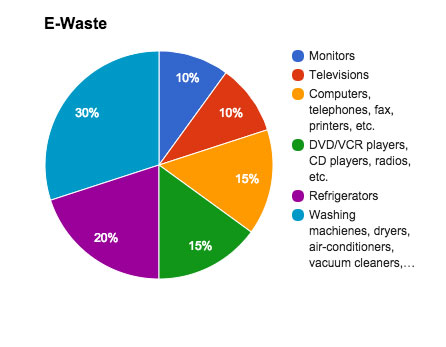 E-Waste
10%
10%
15%
15%
20%
30%
Monitors
Televisions
Computers,
telephones, fax,
printers, etc.
DVD/VCR players,
CD players, radios,
etc.
Refrigerators
Washing
machienes, dryers,
air-conditioners,
vacuum cleaners,…